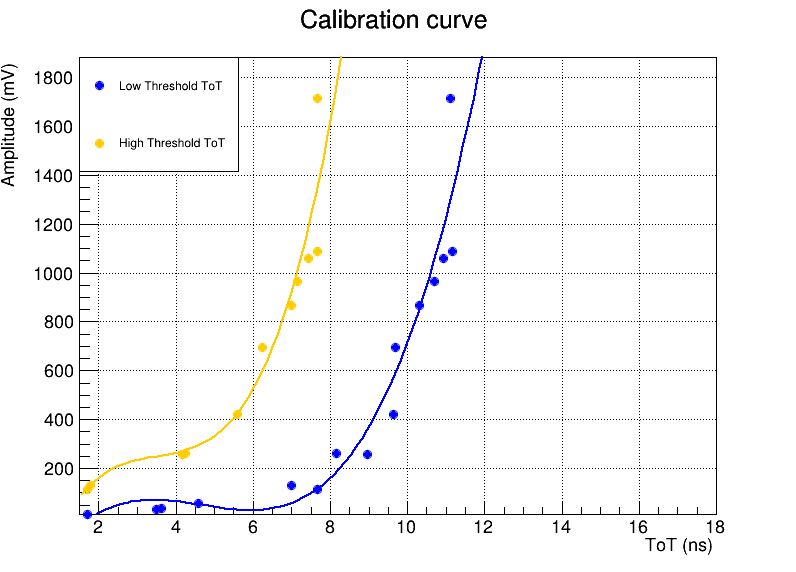 Calibration curve
Amplitude (mV)
1800
1600
1400
1200
1000
800
600
400
200
Low Threshold ToT
High Threshold ToT
2 4 6 8 10 12 14 16 18
ToT (ns)